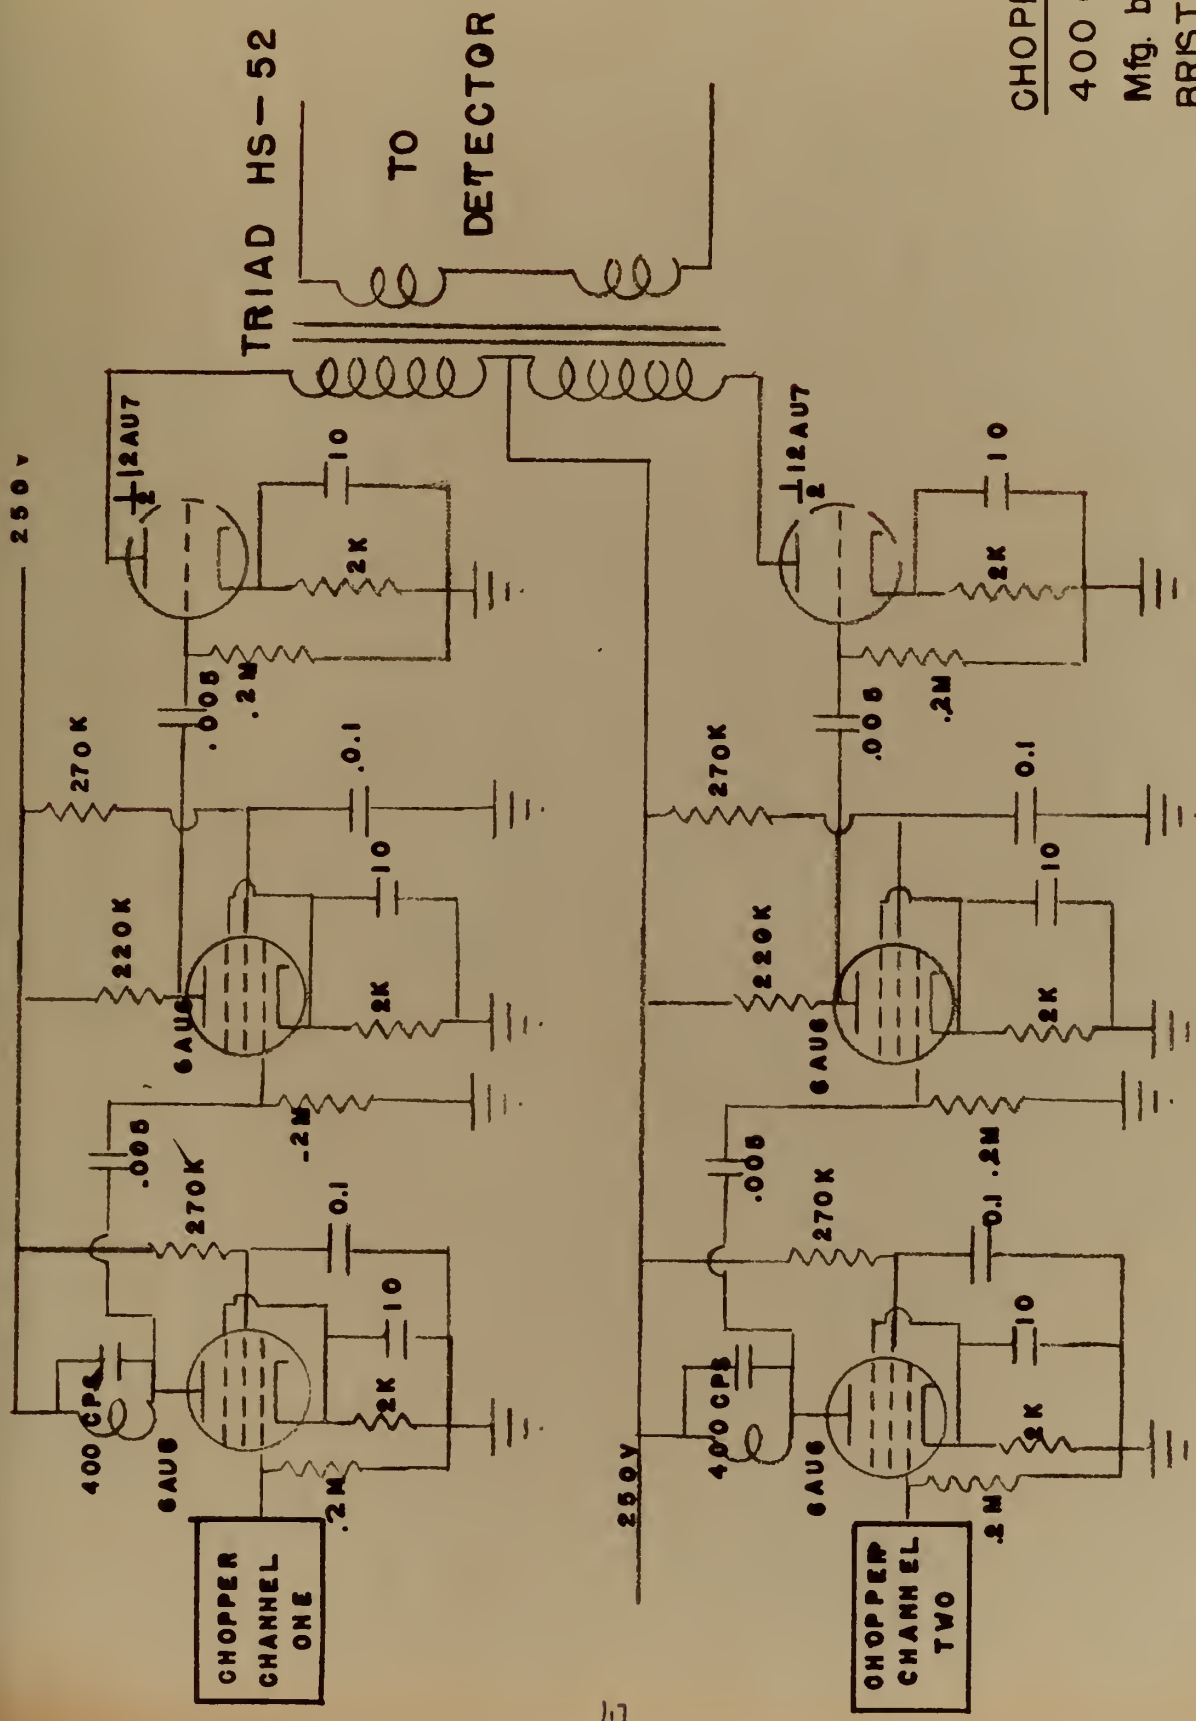 250v
TRIAD HS-52
TO
DETECTOR
1/2 12AU7
10
2K
.005
.2M
270K
.0.1
220K
6AU6
10
2K
.2M
.005
270K
0.1
400 CPS
6AU6
10
2K
.2M
CHOPPER
CHANNEL
ONE
250V
1/2 12AU7
10
2K
.005
.2M
270K
0.1
220K
6AU6
10
2K
.2M
.005
270K
0.1
400 CPS
6AU6
10
2K
.2M
CHOPPER
CHANNEL
TWO
400
Mfg.